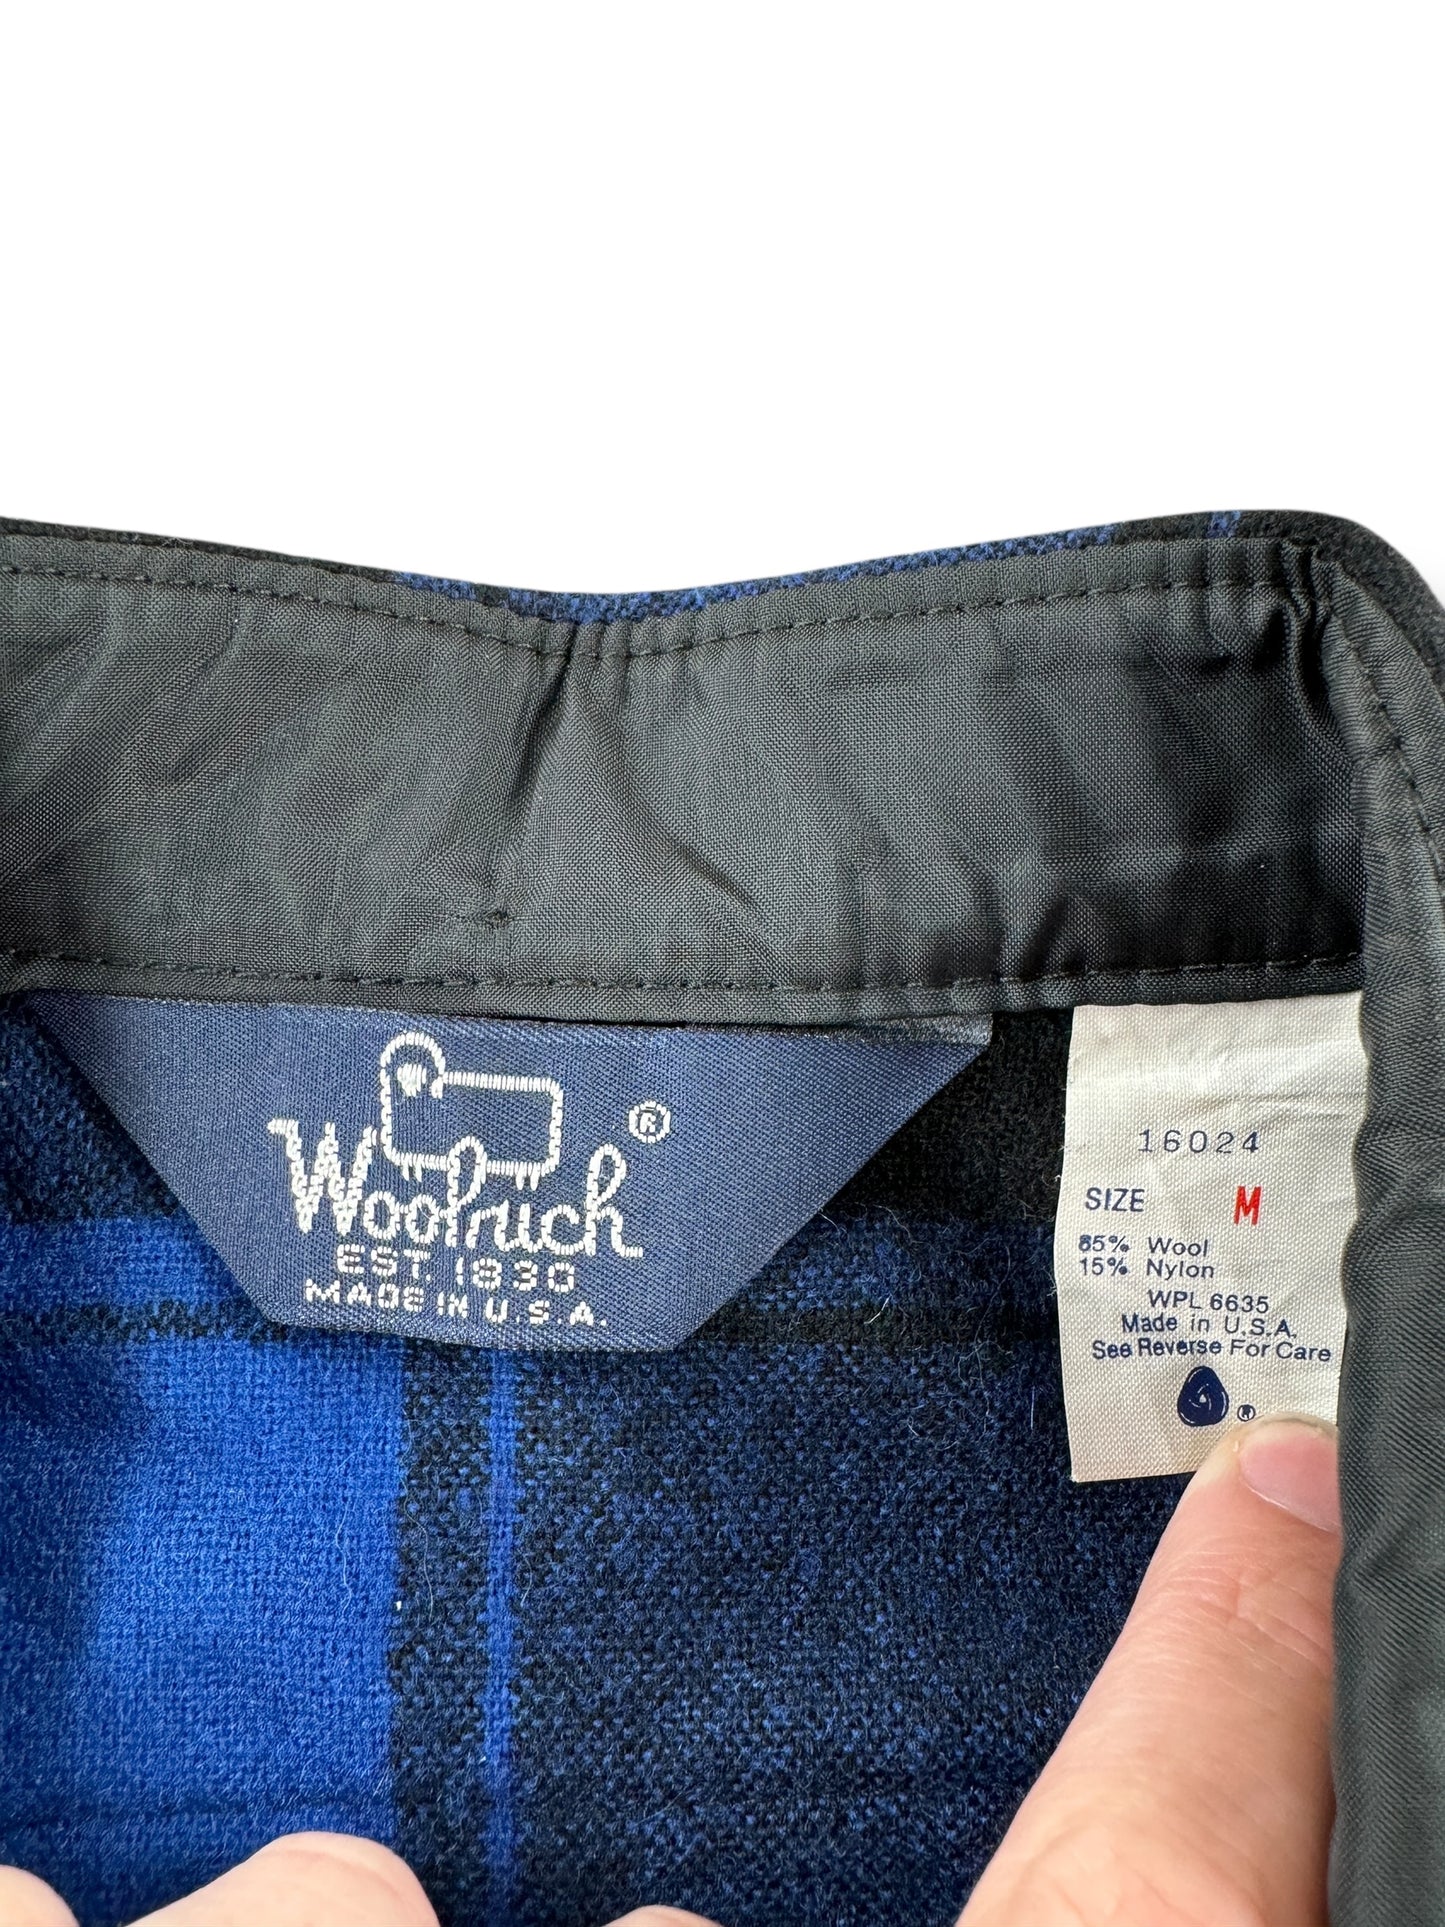 Woolrich ®
EST. 1830
MADE IN U.S.A.
16024
SIZE M
85% Wool
15% Nylon
WPL 6635
Made in U.S.A.
See Reverse For Care
®